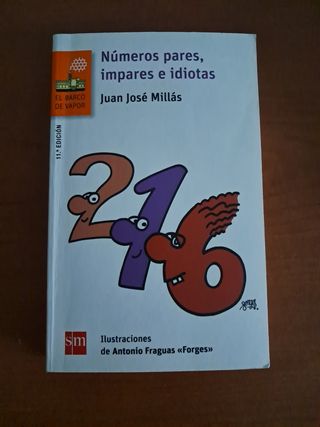 Números pares,
impares e idiotas
Juan José Millás
EL BARCO
DE VAPOR
11.ª EDICIÓN
216
sm
Ilustraciones
de Antonio Fraguas «Forges»